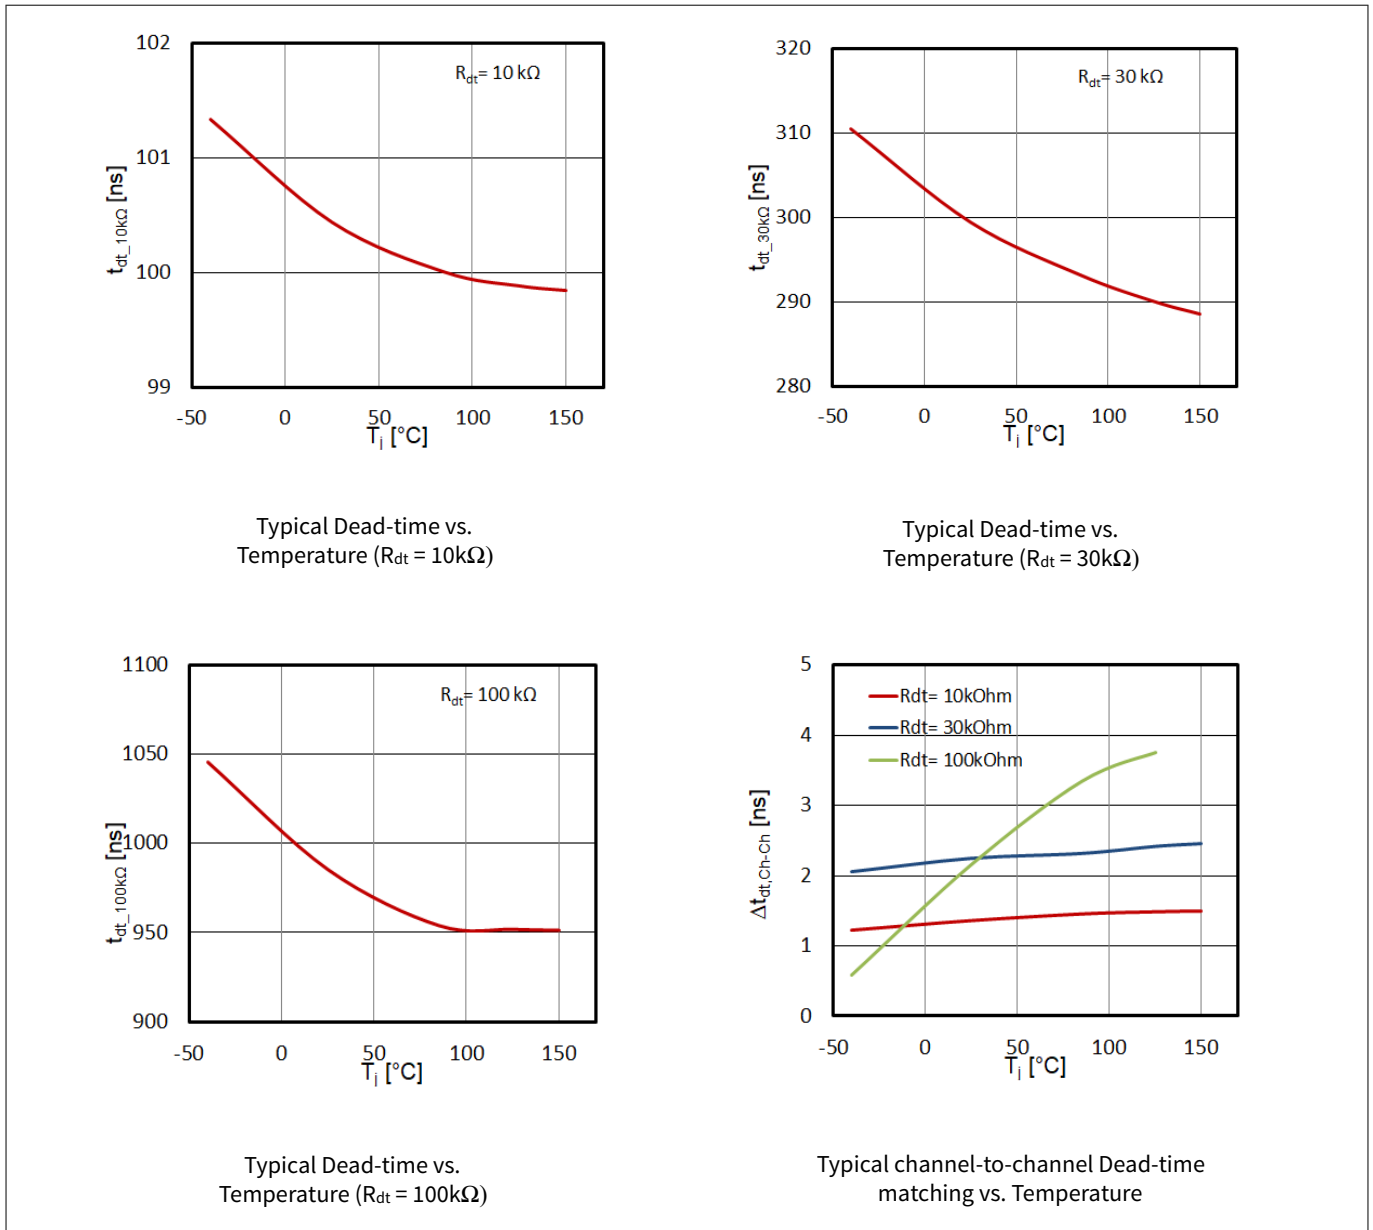 102
101
100
99
-50 0 50 100 150
Rdt= 10 kΩ
tdt_10kΩ [ns]
Tj [°C]
Typical Dead-time vs.
Temperature (Rdt = 10kΩ)
320
310
300
290
280
-50 0 50 100 150
Rdt= 30 kΩ
tdt_30kΩ [ns]
Tj [°C]
Typical Dead-time vs.
Temperature (Rdt = 30kΩ)
1100
1050
1000
950
900
-50 0 50 100 150
Rdt= 100 kΩ
tdt_100kΩ [ns]
Tj [°C]
Typical Dead-time vs.
Temperature (Rdt = 100kΩ)
5
4
3
2
1
0
-50 0 50 100 150
Rdt= 10kOhm
Rdt= 30kOhm
Rdt= 100kOhm
Δtdt,Ch-Ch [ns]
Tj [°C]
Typical channel-to-channel Dead-time
matching vs. Temperature